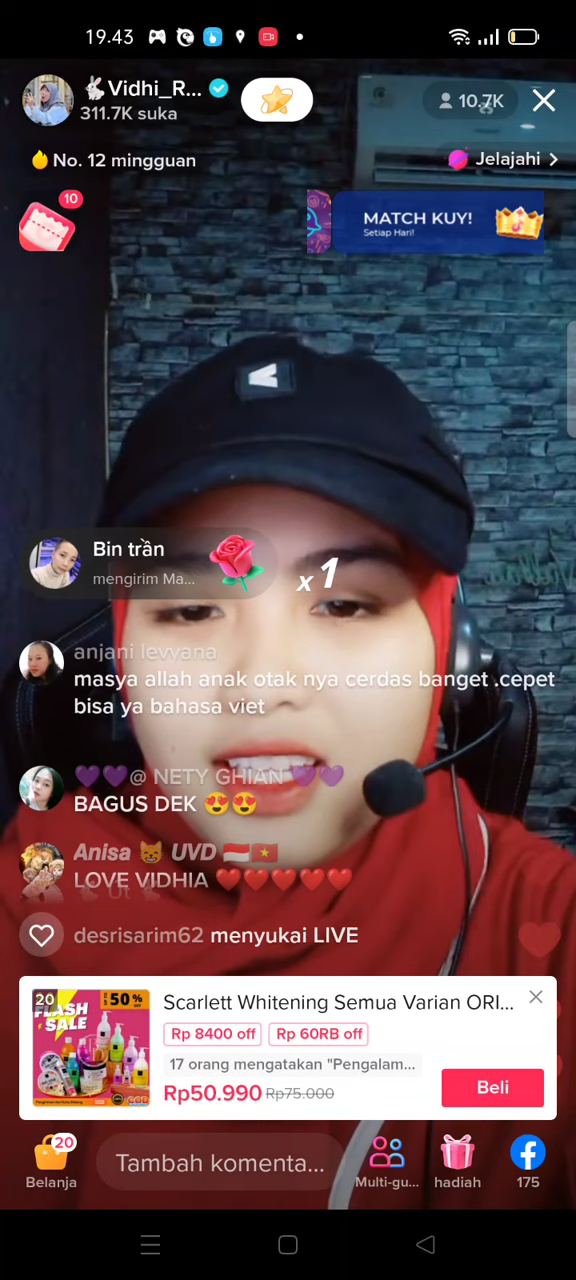 19.43
Vidhi_R...
311.7K suka
10.7K
No. 12 mingguan
Jelajahi >
10
MATCH KUY!
Setiap Hari!
Bin trần
mengirim Ma...
x1
anjani levvana
masya allah anak otak nya cerdas banget .cepet
bisa ya bahasa viet
💜💜@ NETY GHIAN 💜💜
BAGUS DEK 😍😍
Anisa 😸 UVD 🇮🇩🇻🇳
LOVE VIDHIA ❤️❤️❤️❤️❤️
desrisarim62 menyukai LIVE
20
50%
OFF
FLASH
SALE
Scarlett Whitening Semua Varian ORI...
Rp 8400 off
Rp 60RB off
17 orang mengatakan "Pengalam...
Rp50.990 Rp75.000
Beli
20
Belanja
Tambah komenta...
Multi-gu...
hadiah
175